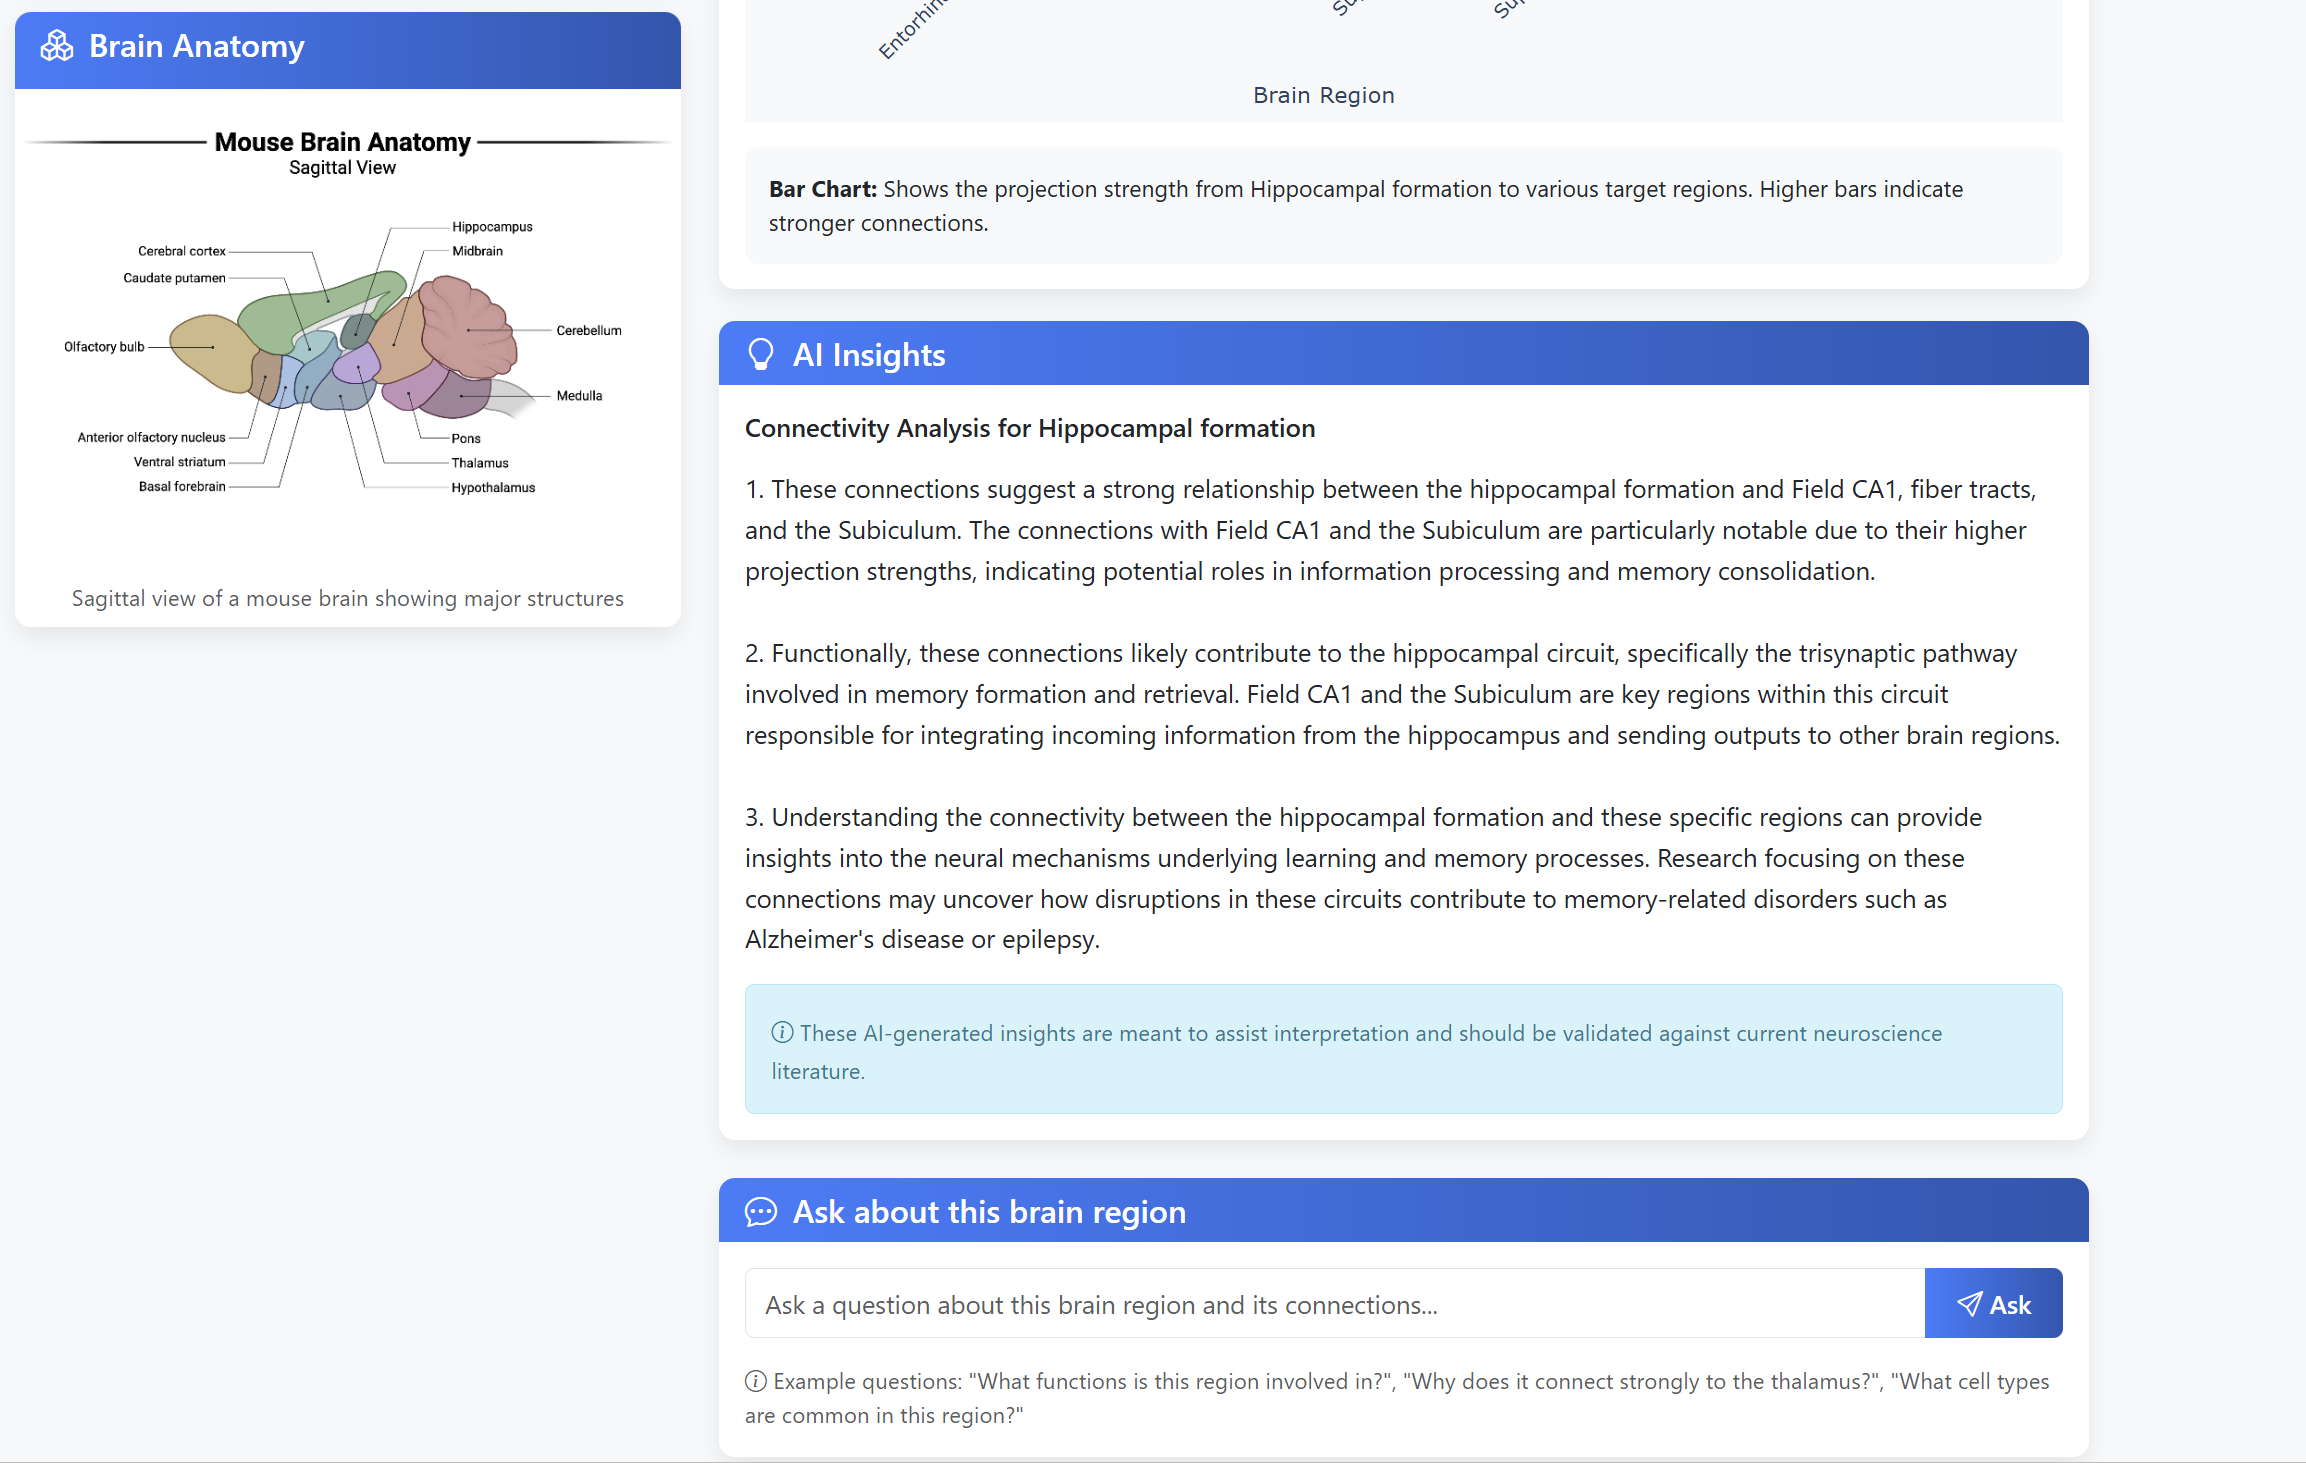 Brain Anatomy
Mouse Brain Anatomy
Sagittal View
Hippocampus
Midbrain
Cerebral cortex
Caudate putamen
Olfactory bulb
Cerebellum
Medulla
Anterior olfactory nucleus
Ventral striatum
Basal forebrain
Pons
Thalamus
Hypothalamus
Sagittal view of a mouse brain showing major structures
Brain Region
Bar Chart: Shows the projection strength from Hippocampal formation to various target regions. Higher bars indicate
stronger connections.
AI Insights
Connectivity Analysis for Hippocampal formation
1. These connections suggest a strong relationship between the hippocampal formation and Field CA1, fiber tracts,
and the Subiculum. The connections with Field CA1 and the Subiculum are particularly notable due to their higher
projection strengths, indicating potential roles in information processing and memory consolidation.
2. Functionally, these connections likely contribute to the hippocampal circuit, specifically the trisynaptic pathway
involved in memory formation and retrieval. Field CA1 and the Subiculum are key regions within this circuit
responsible for integrating incoming information from the hippocampus and sending outputs to other brain regions.
3. Understanding the connectivity between the hippocampal formation and these specific regions can provide
insights into the neural mechanisms underlying learning and memory processes. Research focusing on these
connections may uncover how disruptions in these circuits contribute to memory-related disorders such as
Alzheimer's disease or epilepsy.
These AI-generated insights are meant to assist interpretation and should be validated against current neuroscience
literature.
Ask about this brain region
Ask a question about this brain region and its connections...
Ask
Example questions: "What functions is this region involved in?", "Why does it connect strongly to the thalamus?", "What cell types
are common in this region?"